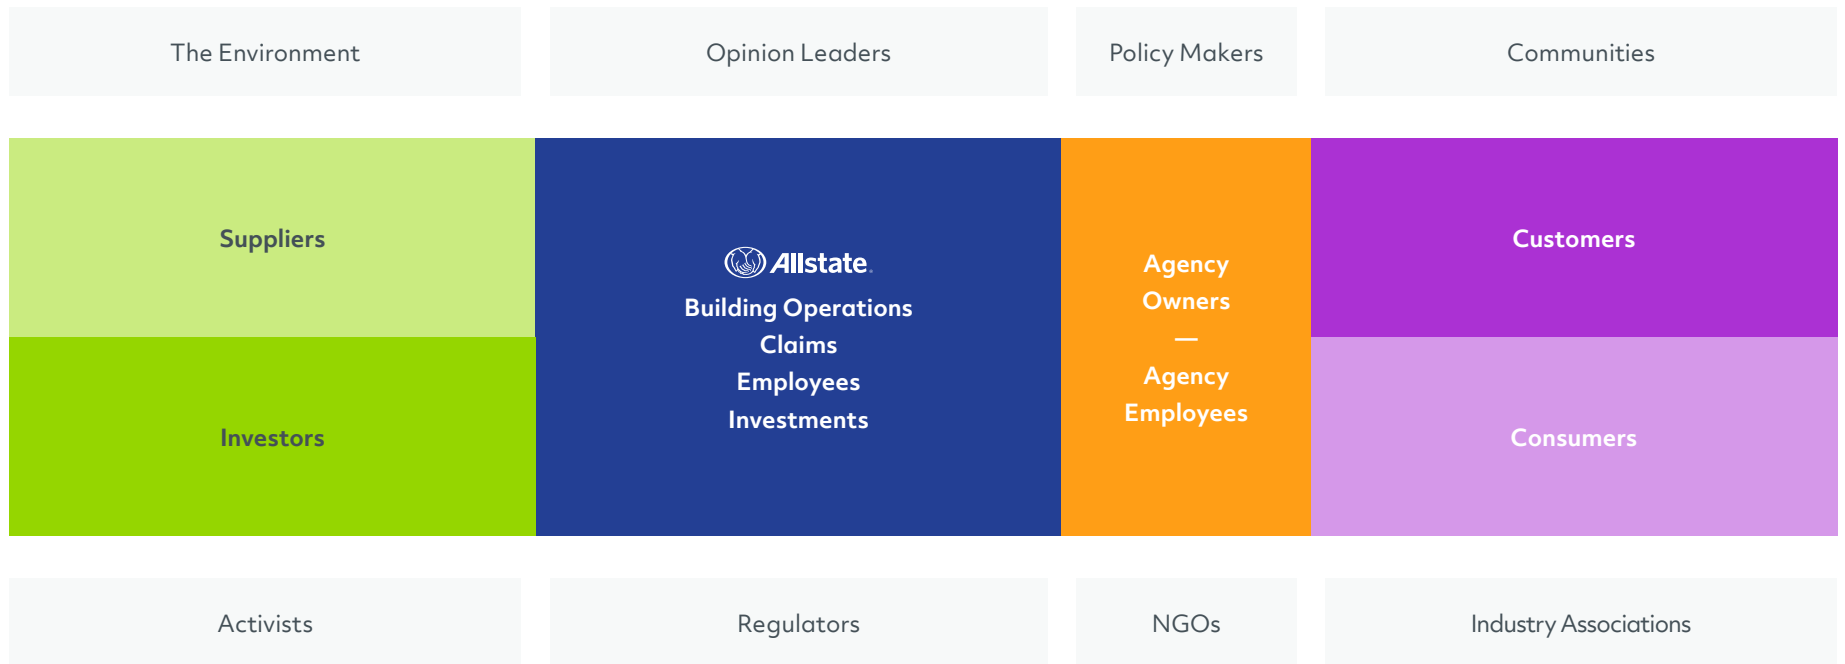 The Environment
Opinion Leaders
Policy Makers
Communities
Suppliers
Investors
Allstate.
Building Operations
Claims
Employees
Investments
Agency
Owners
—
Agency
Employees
Customers
Consumers
Activists
Regulators
NGOs
Industry Associations